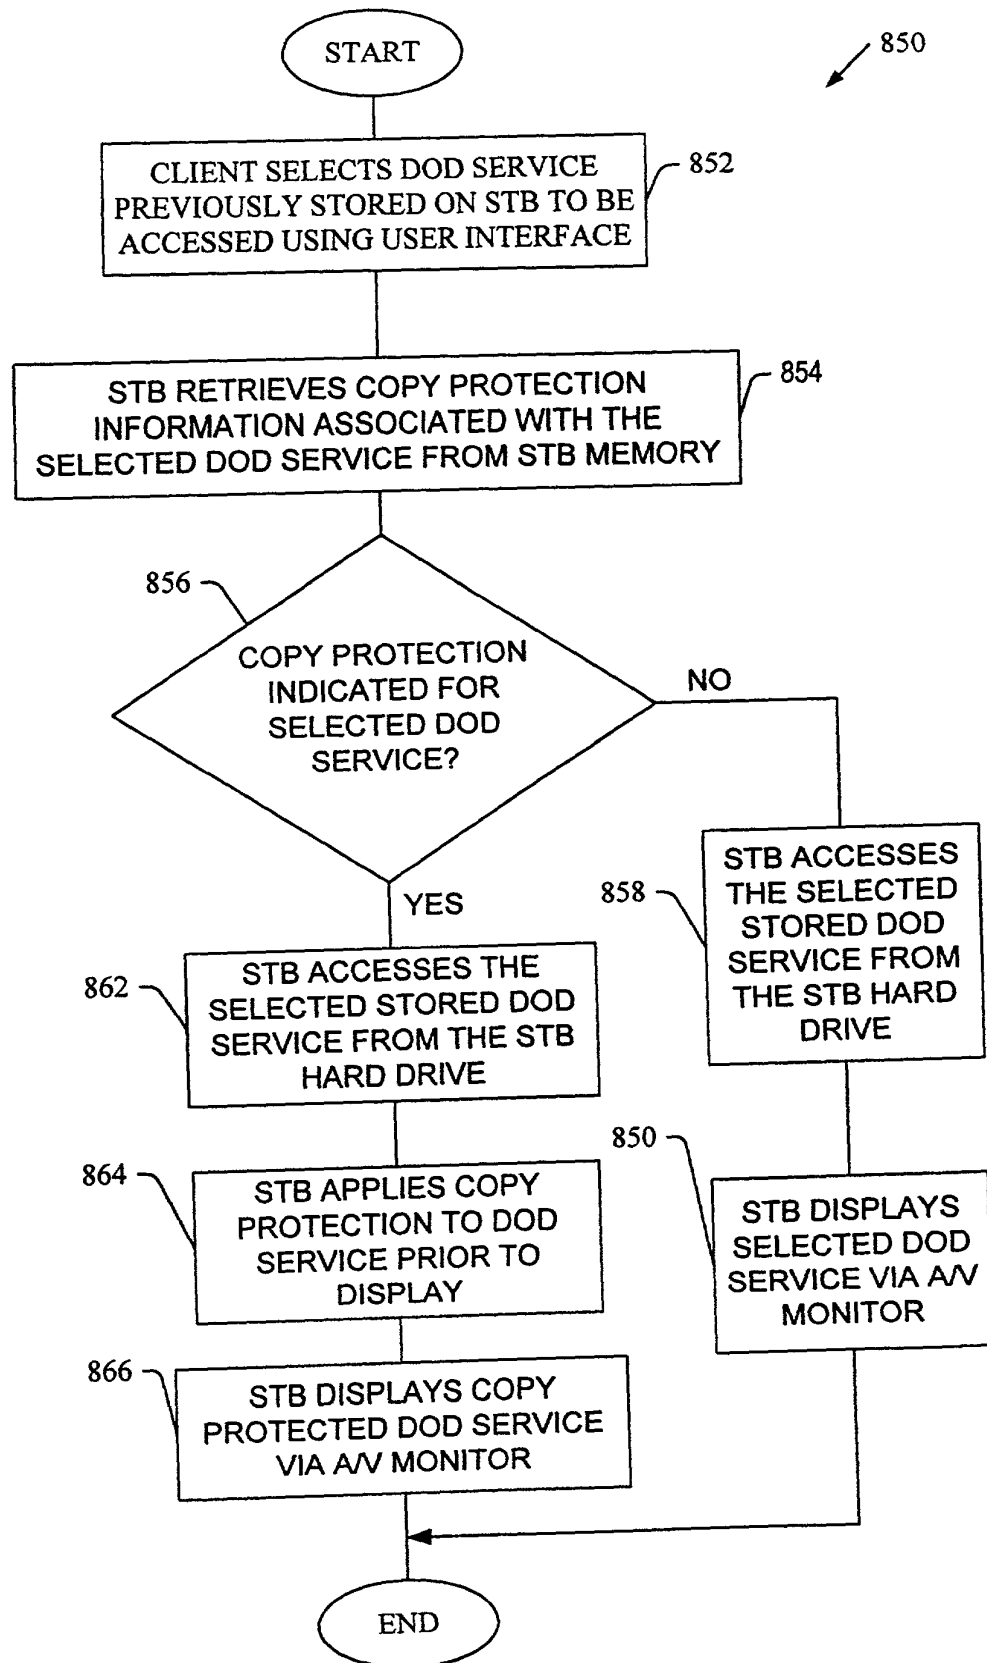 START
850
CLIENT SELECTS DOD SERVICE
PREVIOUSLY STORED ON STB TO BE
ACCESSED USING USER INTERFACE
852
STB RETRIEVES COPY PROTECTION
INFORMATION ASSOCIATED WITH THE
SELECTED DOD SERVICE FROM STB MEMORY
854
856
COPY PROTECTION
INDICATED FOR
SELECTED DOD
SERVICE?
NO
YES
858
STB ACCESSES
THE SELECTED
STORED DOD
SERVICE FROM
THE STB HARD
DRIVE
862
STB ACCESSES THE
SELECTED STORED DOD
SERVICE FROM THE STB
HARD DRIVE
850
STB DISPLAYS
SELECTED DOD
SERVICE VIA A/V
MONITOR
864
STB APPLIES COPY
PROTECTION TO DOD
SERVICE PRIOR TO
DISPLAY
866
STB DISPLAYS COPY
PROTECTED DOD SERVICE
VIA A/V MONITOR
END